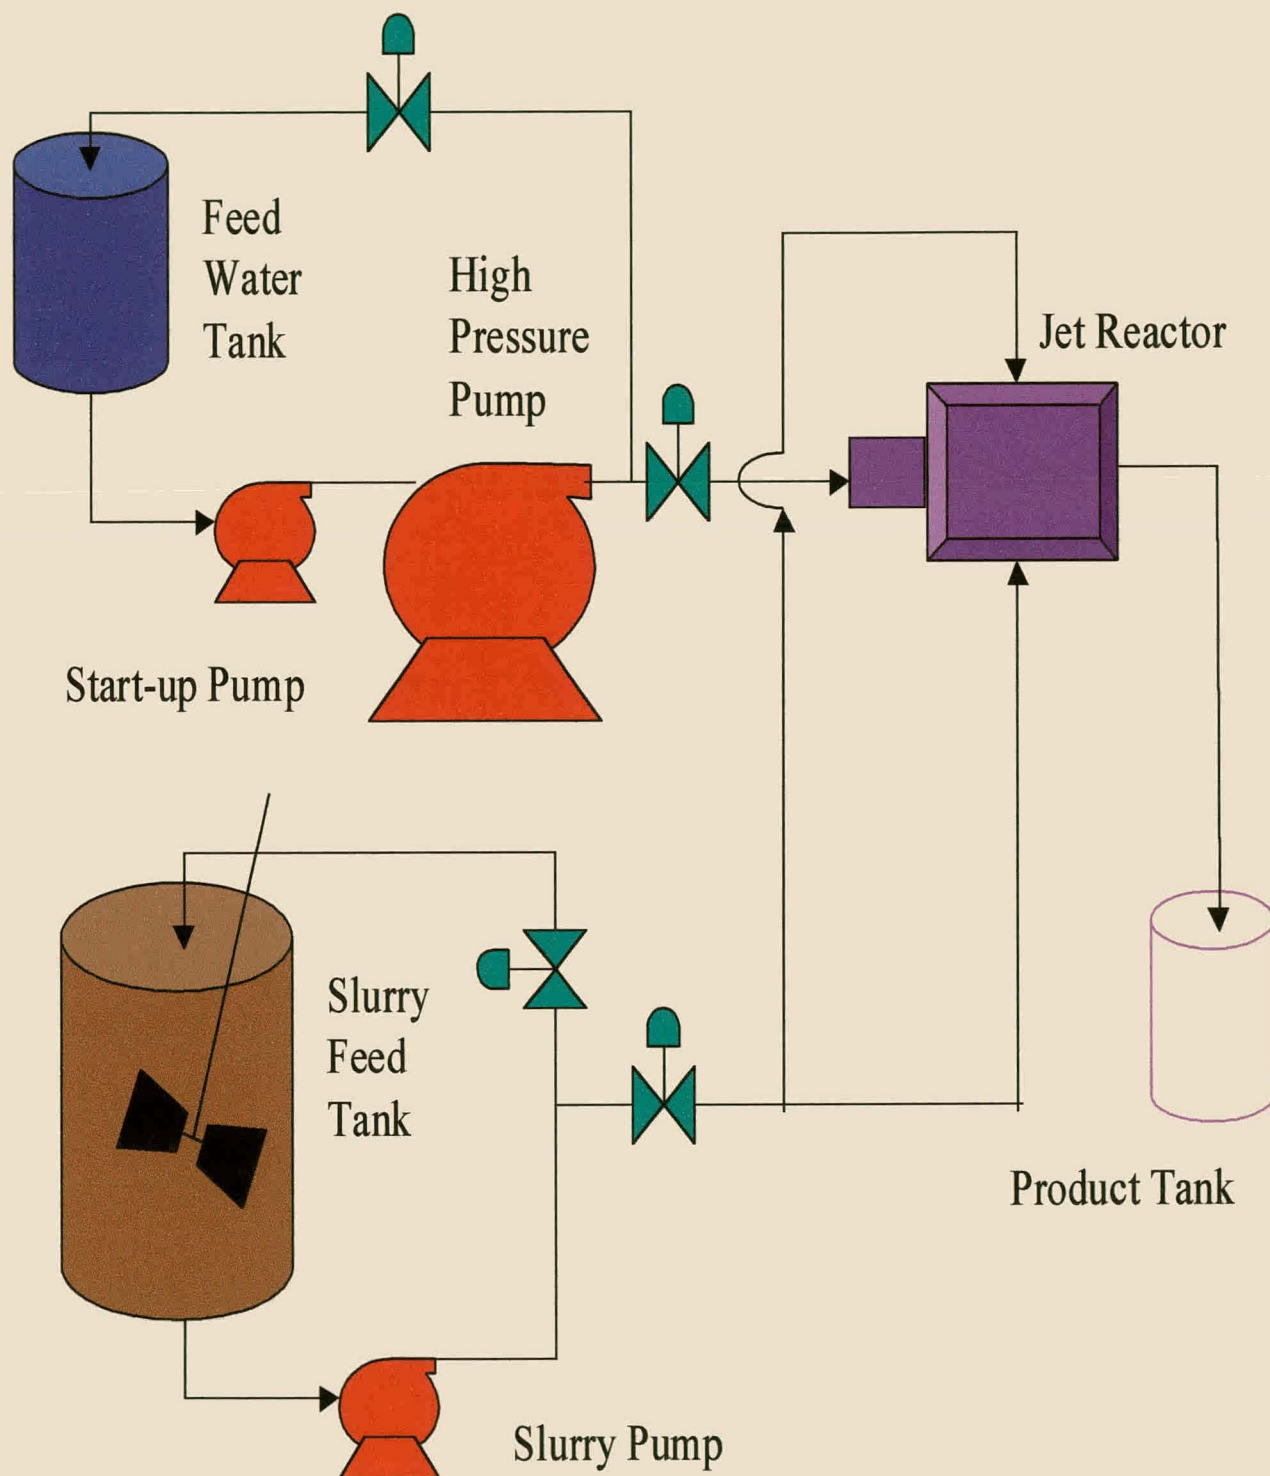 Feed
Water
Tank
High
Pressure
Pump
Jet Reactor
Start-up Pump
Slurry
Feed
Tank
Product Tank
Slurry Pump